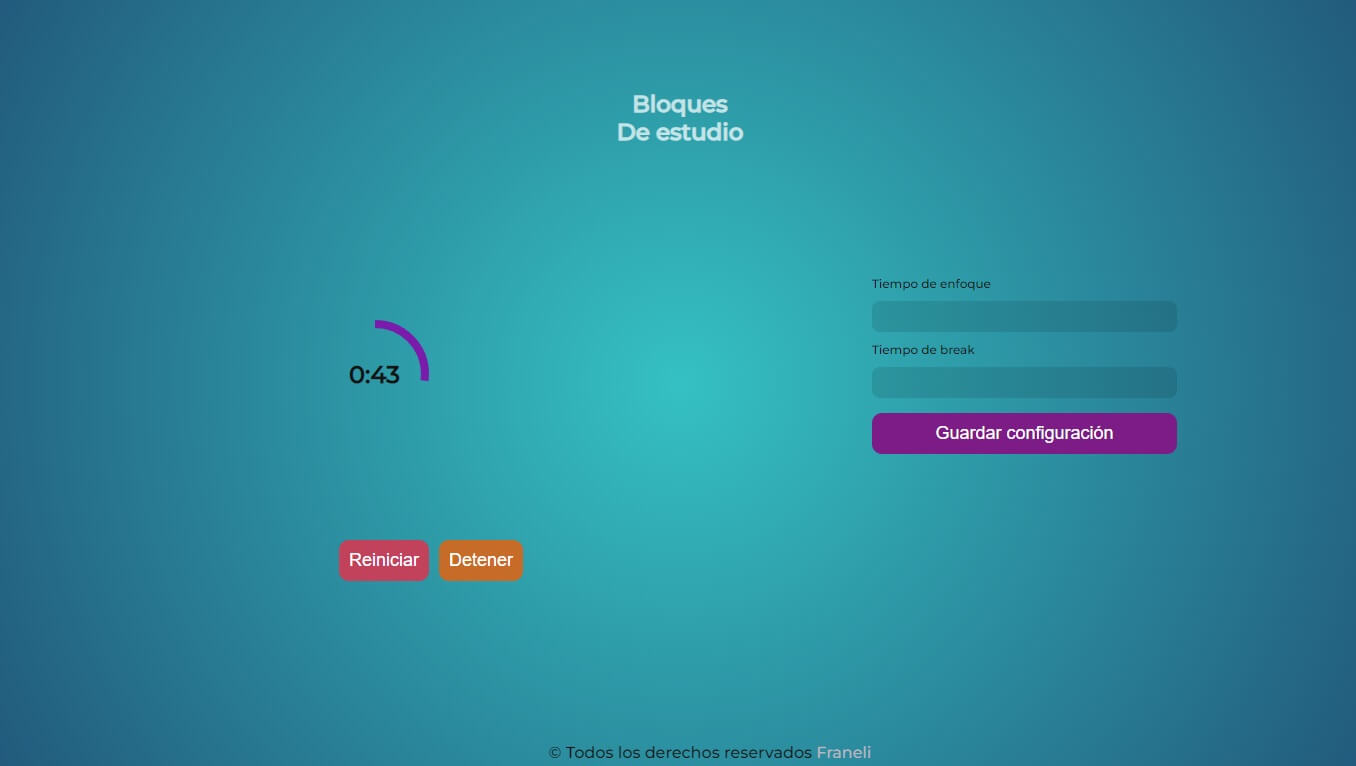 Bloques
De estudio
0:43
Reiniciar
Detener
Tiempo de enfoque
Tiempo de break
Guardar configuración
© Todos los derechos reservados Franeli